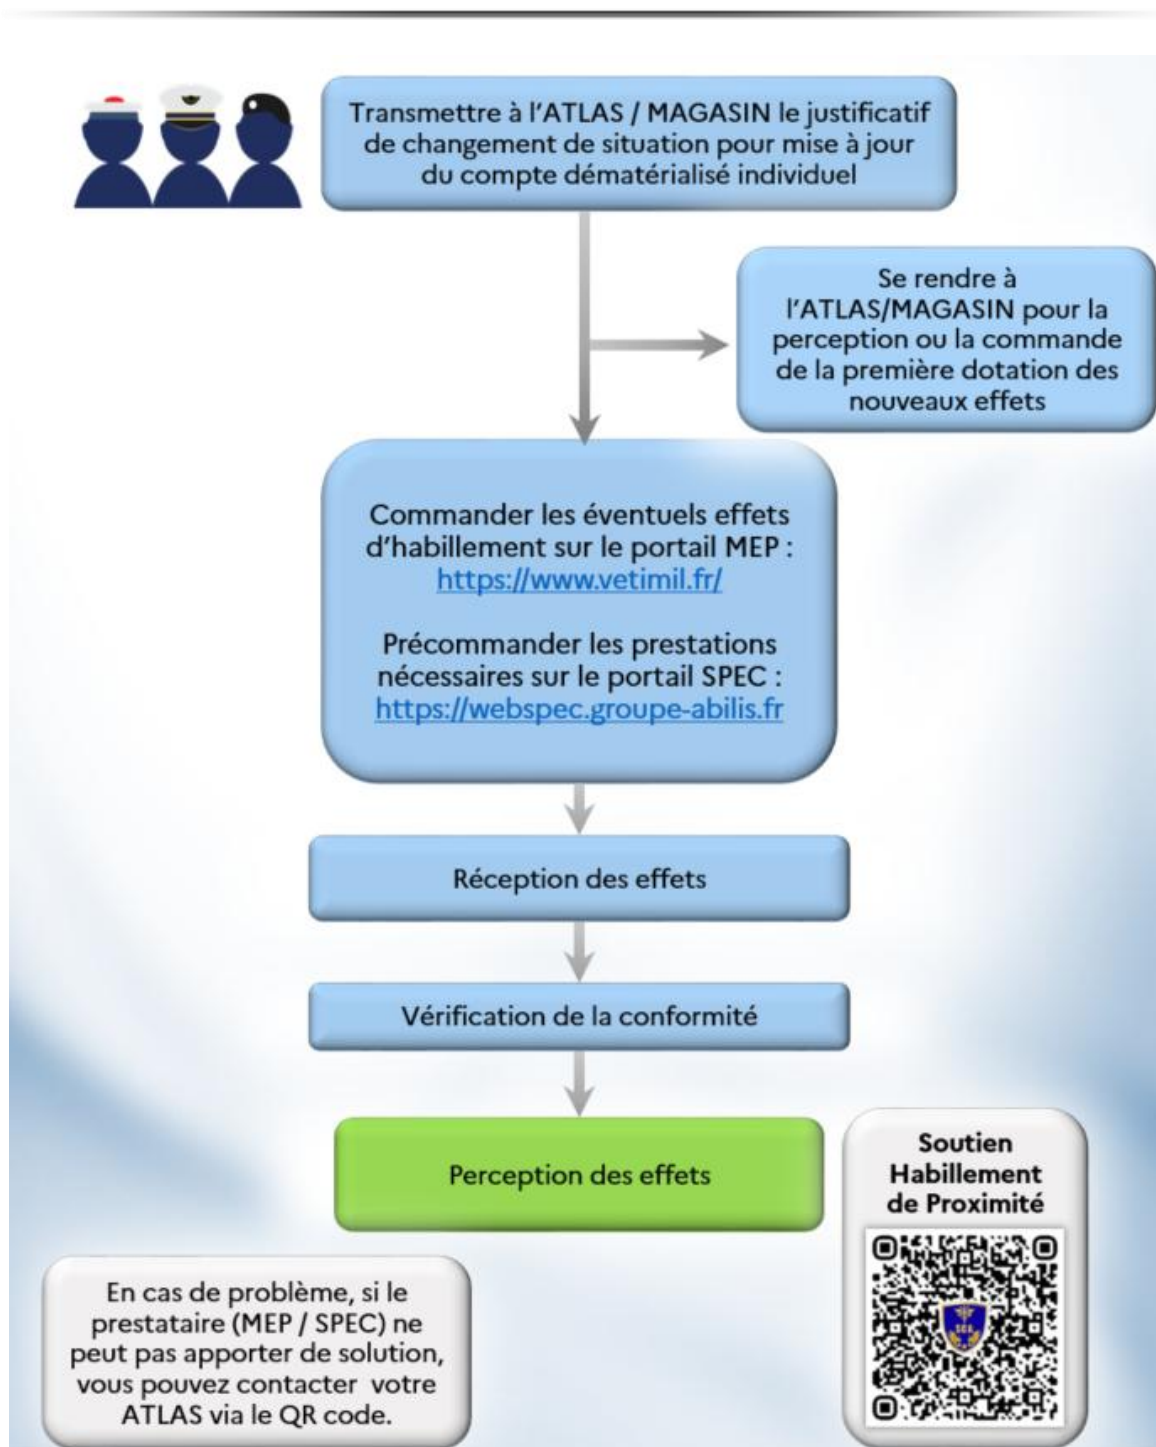 Transmettre à l'ATLAS / MAGASIN le justificatif
de changement de situation pour mise à jour
du compte dématérialisé individuel
Se rendre à
l'ATLAS/MAGASIN pour la
perception ou la commande
de la première dotation des
nouveaux effets
Commander les éventuels effets
d'habillement sur le portail MEP :
https://www.vetimil.fr/
Précommander les prestations
nécessaires sur le portail SPEC :
https://webspec.groupe-abilis.fr
Réception des effets
Vérification de la conformité
Perception des effets
Soutien
Habillement
de Proximité
SCA
En cas de problème, si le
prestataire (MEP / SPEC) ne
peut pas apporter de solution,
vous pouvez contacter  votre
ATLAS via le QR code.